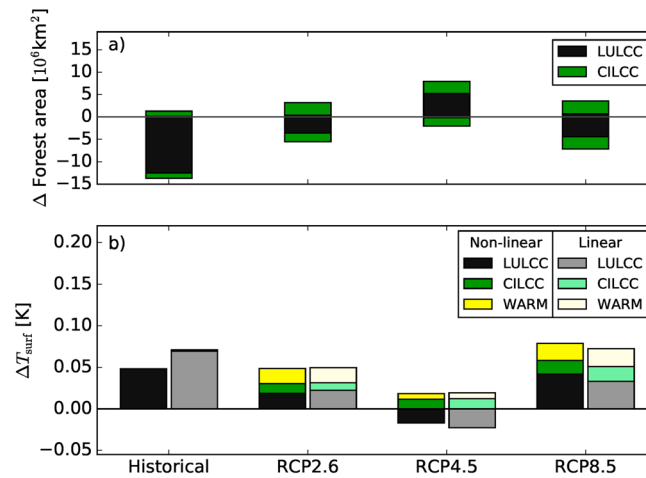 a)
Δ Forest area [10⁶km²]
15
10
5
0
−5
−10
−15
LULCC
CILCC
b)
ΔT_surf [K]
0.20
0.15
0.10
0.05
0.00
−0.05
Non-linear Linear
LULCC LULCC
CILCC CILCC
WARM WARM
Historical RCP2.6 RCP4.5 RCP8.5